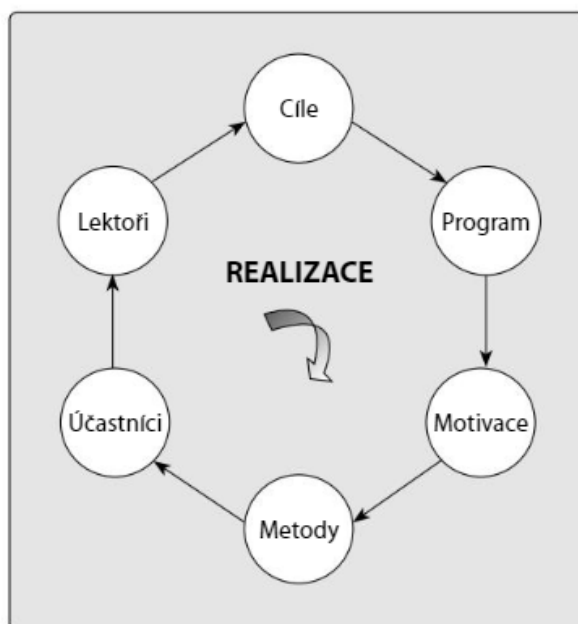 Cíle
Lektoři
Program
REALIZACE
Účastníci
Motivace
Metody